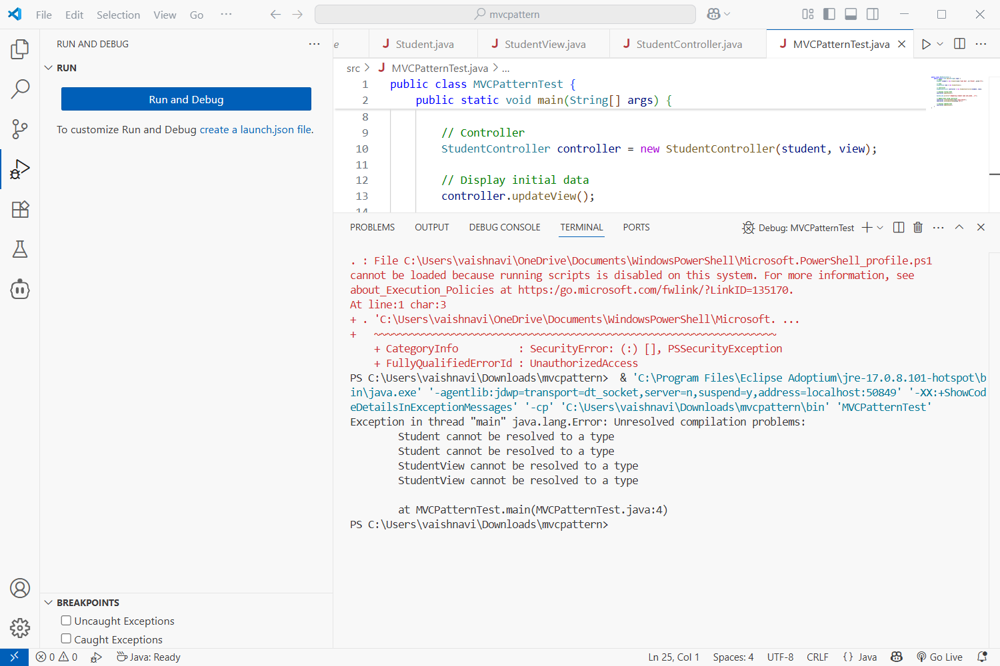 File Edit Selection View Go ··· mvcpattern
RUN AND DEBUG ···
RUN
Run and Debug
To customize Run and Debug create a launch.json file.
e J Student.java J StudentView.java J StudentController.java J MVCPatternTest.java
src > J MVCPatternTest.java > ...
1 public class MVCPatternTest {
2 public static void main(String[] args) {
8
9 // Controller
10 StudentController controller = new StudentController(student, view);
11
12 // Display initial data
13 controller.updateView();
14
PROBLEMS OUTPUT DEBUG CONSOLE TERMINAL PORTS Debug: MVCPatternTest
. : File C:\Users\vaishnavi\OneDrive\Documents\WindowsPowerShell\Microsoft.PowerShell_profile.ps1
cannot be loaded because running scripts is disabled on this system. For more information, see
about_Execution_Policies at https:/go.microsoft.com/fwlink/?LinkID=135170.
At line:1 char:3
+ . 'C:\Users\vaishnavi\OneDrive\Documents\WindowsPowerShell\Microsoft. ...
+ ~~~~~~~~~~~~~~~~~~~~~~~~~~~~~~~~~~~~~~~~~~~~~~~~~~~~~~~~~~~~~~~~~~~
+ CategoryInfo : SecurityError: (:) [], PSSecurityException
+ FullyQualifiedErrorId : UnauthorizedAccess
PS C:\Users\vaishnavi\Downloads\mvcpattern> & 'C:\Program Files\Eclipse Adoptium\jre-17.0.8.101-hotspot\b
in\java.exe' '-agentlib:jdwp=transport=dt_socket,server=n,suspend=y,address=localhost:50849' '-XX:+ShowCod
eDetailsInExceptionMessages' '-cp' 'C:\Users\vaishnavi\Downloads\mvcpattern\bin' 'MVCPatternTest'
Exception in thread "main" java.lang.Error: Unresolved compilation problems:
Student cannot be resolved to a type
Student cannot be resolved to a type
StudentView cannot be resolved to a type
StudentView cannot be resolved to a type
at MVCPatternTest.main(MVCPatternTest.java:4)
PS C:\Users\vaishnavi\Downloads\mvcpattern>
BREAKPOINTS
Uncaught Exceptions
Caught Exceptions
0 0 Java: Ready Ln 25, Col 1 Spaces: 4 UTF-8 CRLF {} Java Go Live